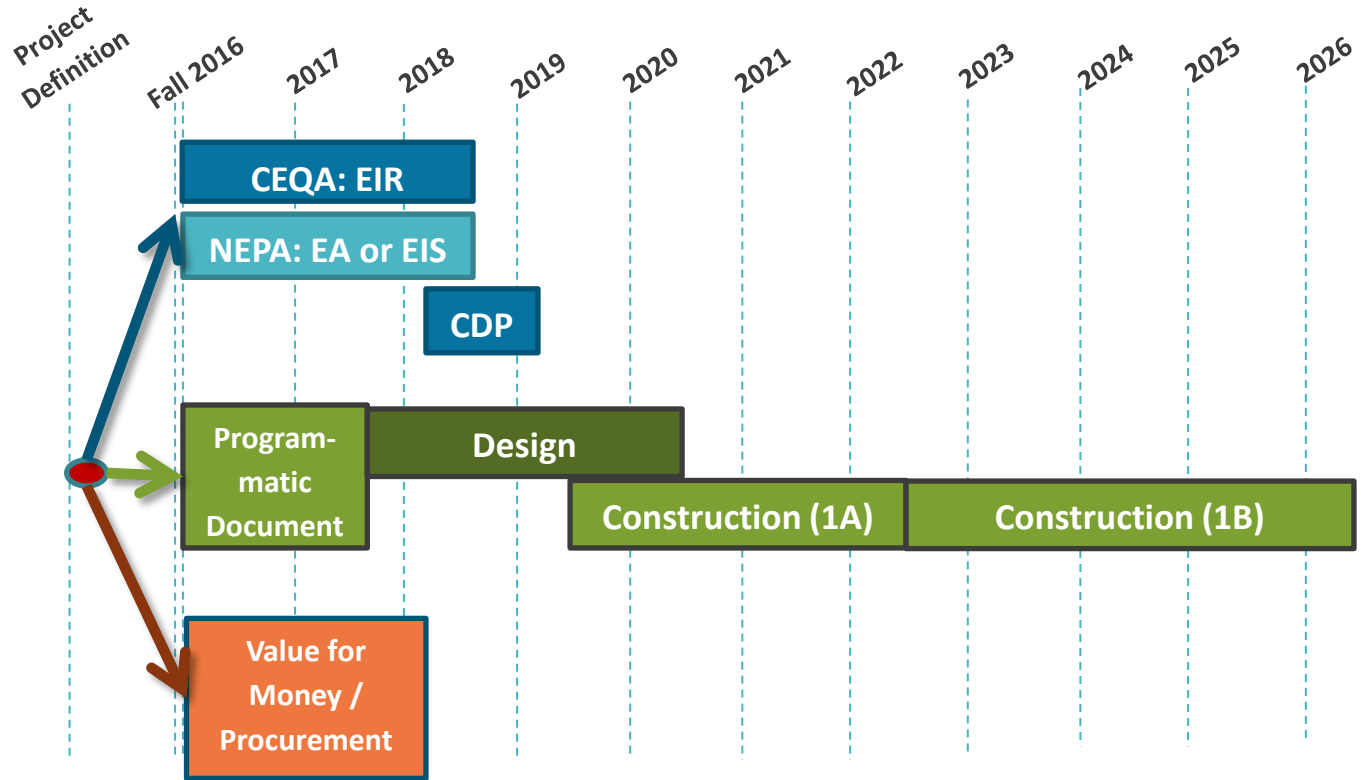 Project
Definition
Fall 2016
2017
2018
2019
2020
2021
2022
2023
2024
2025
2026
CEQA: EIR
NEPA: EA or EIS
CDP
Program-
matic
Document
Design
Construction (1A)
Construction (1B)
Value for
Money /
Procurement